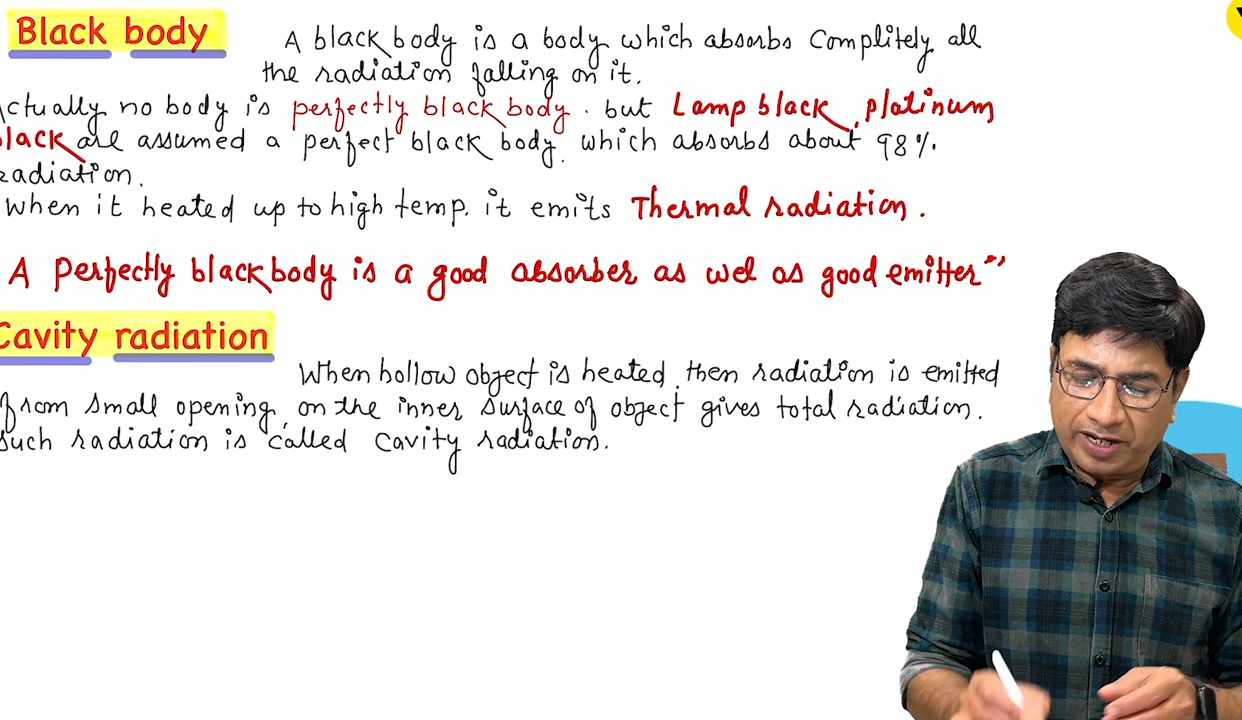 Black body
A black body is a body which absorbs complitely all
the radiation falling on it.
ctually no body is perfectly black body. but Lamp black, platinum
lack are assumed a perfect black body, which absorbs about 98%.
radiation.
when it heated up to high temp. it emits Thermal radiation.
A perfectly black body is a good absorber as wel as good emitter"
Cavity radiation
When hollow object is heated, then radiation is emitted
from small opening, on the inner surface of object gives total radiation.
such radiation is called cavity radiation.